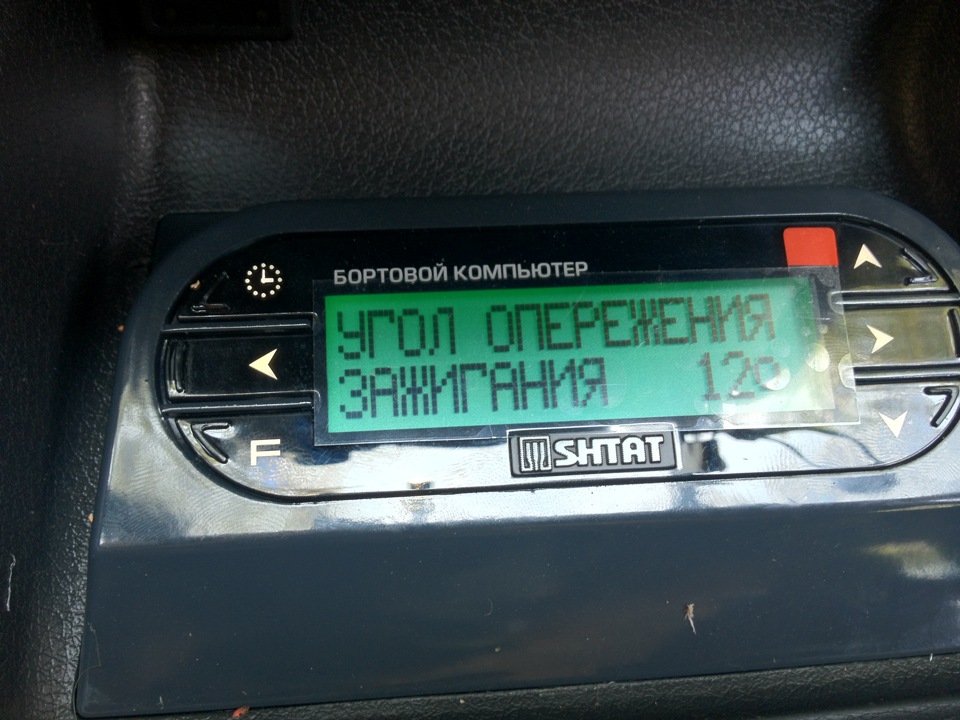 БОРТОВОЙ КОМПЬЮТЕР
УГОЛ ОПЕРЕЖЕНИЯ
ЗАЖИГАНИЯ 12°
F
SHTAT